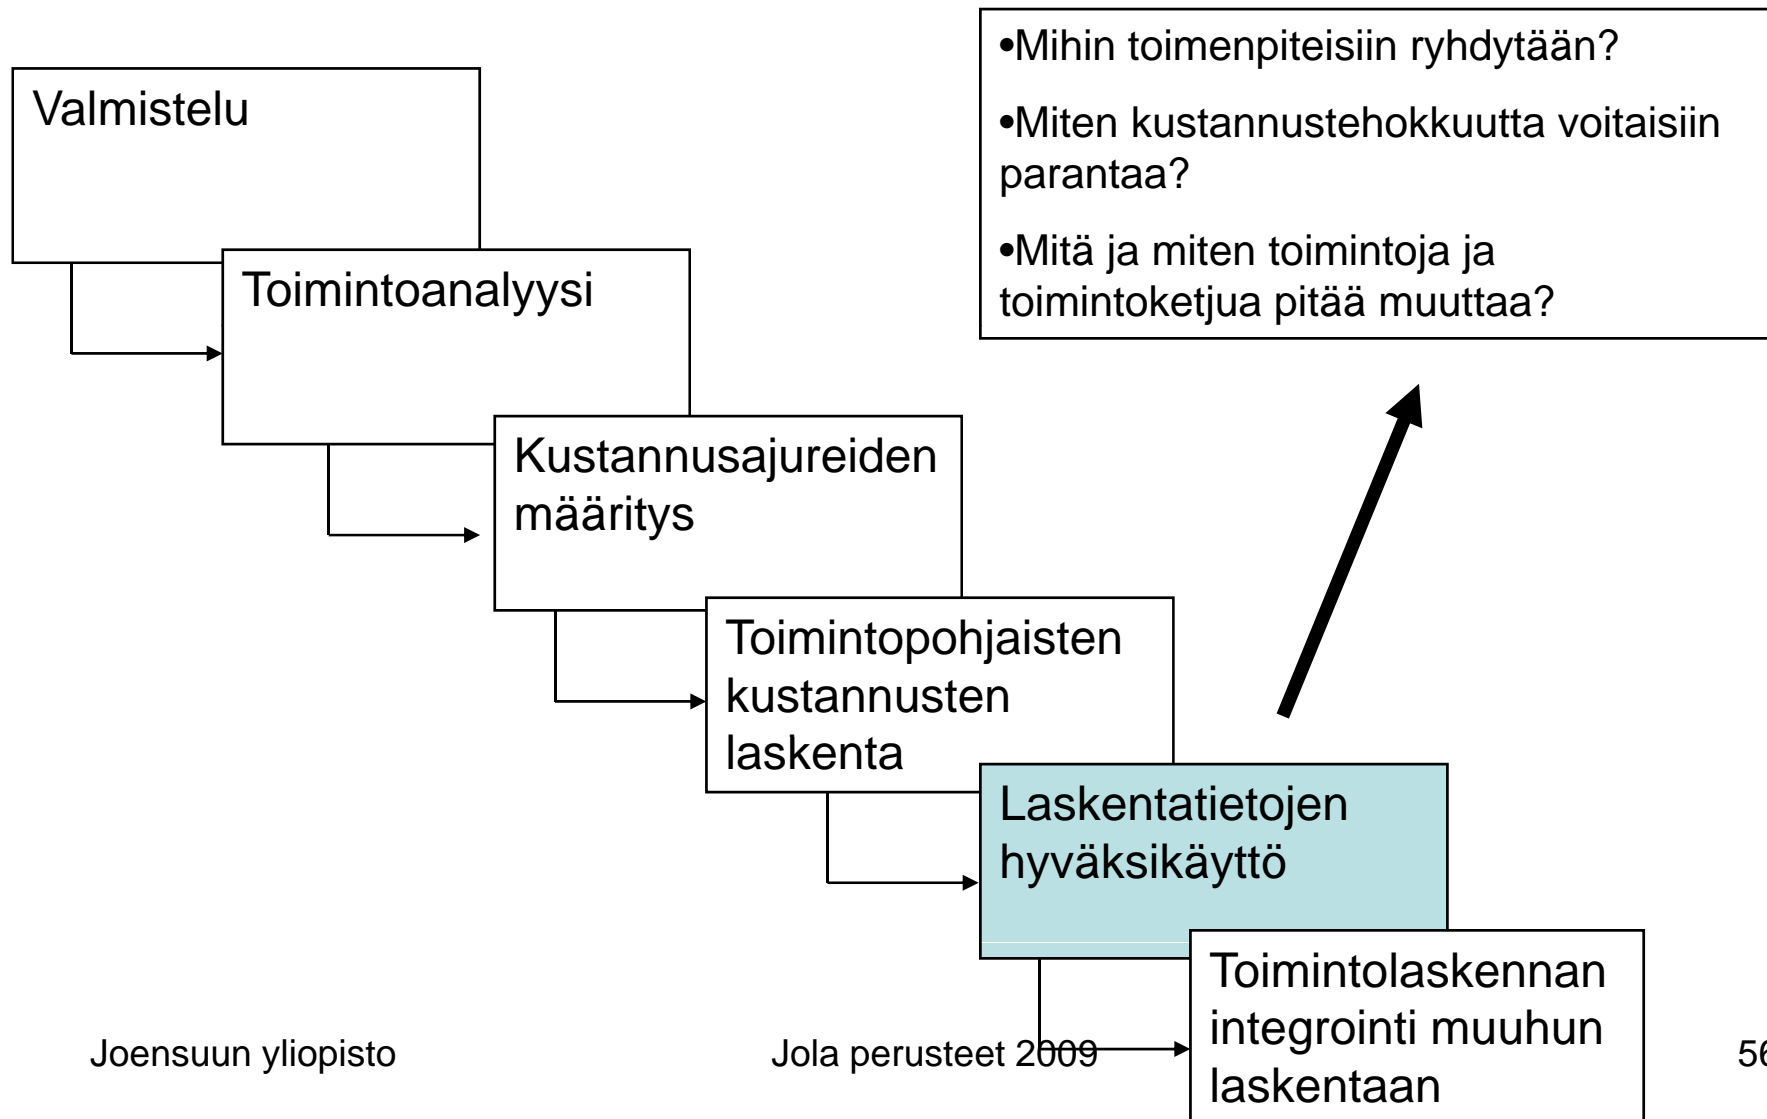 •Mihin toimenpiteisiin ryhdytään?
•Miten kustannustehokkuutta voitaisiin
parantaa?
•Mitä ja miten toimintoja ja
toimintoketjua pitää muuttaa?
Valmistelu
Toimintoanalyysi
Kustannusajureiden
määritys
Toimintopohjaisten
kustannusten
laskenta
Laskentatietojen
hyväksikäyttö
Toimintolaskennan
integrointi muuhun
laskentaan
Joensuun yliopisto
Jola perusteet 2009
56